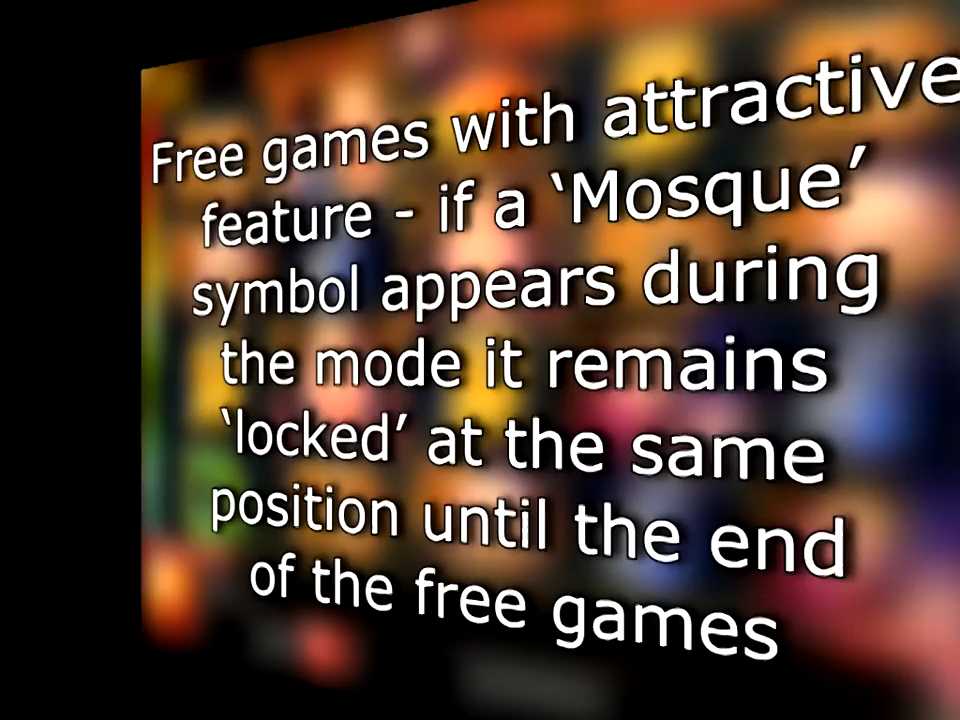 Free games with attractive
feature - if a ‘Mosque’
symbol appears during
the mode it remains
‘locked’ at the same
position until the end
of the free games